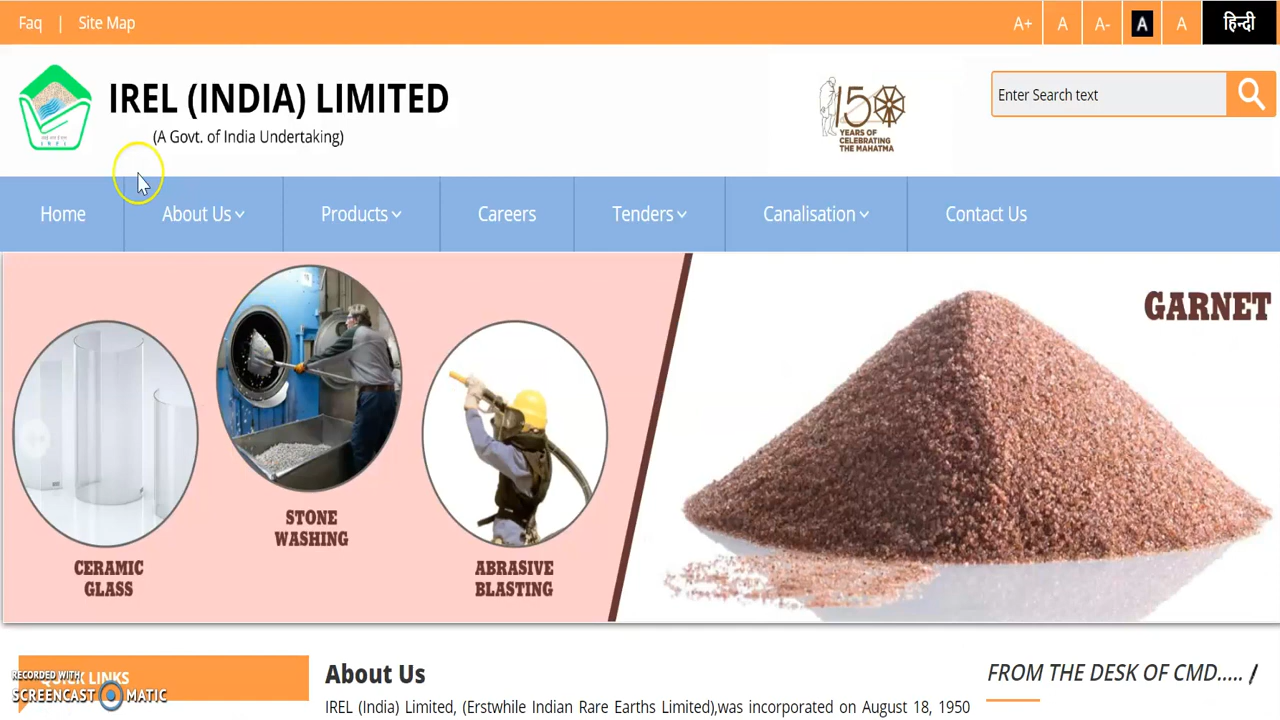 Faq | Site Map
A+ A A- A A हिन्दी
IREL (INDIA) LIMITED
(A Govt. of India Undertaking)
150
YEARS OF
CELEBRATING
THE MAHATMA
Enter Search text
Home About Us Products Careers Tenders Canalisation Contact Us
GARNET
CERAMIC
GLASS
STONE
WASHING
ABRASIVE
BLASTING
QUICK LINKS
RECORDED WITH
SCREENCAST MATIC
About Us
IREL (India) Limited, (Erstwhile Indian Rare Earths Limited),was incorporated on August 18, 1950
FROM THE DESK OF CMD.....